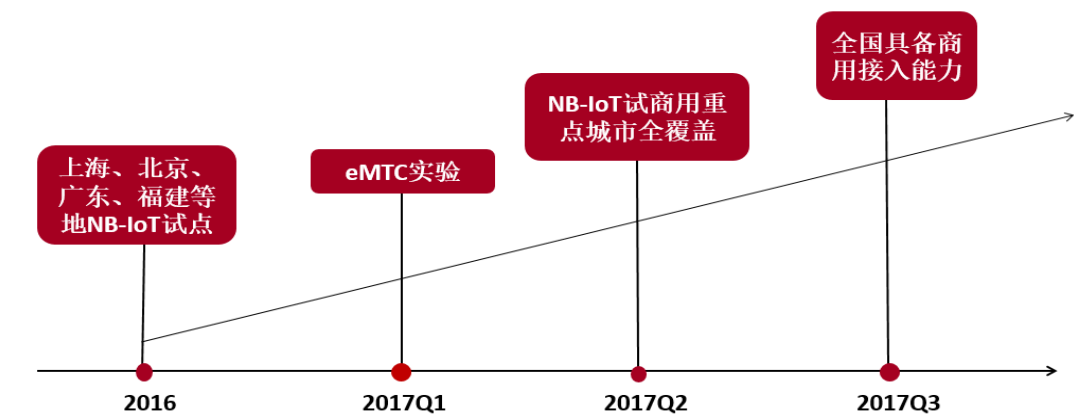 全国具备商
用接入能力
NB-IoT试商用重
点城市全覆盖
上海、北京、
广东、福建等
地NB-IoT试点
eMTC实验
2016
2017Q1
2017Q2
2017Q3